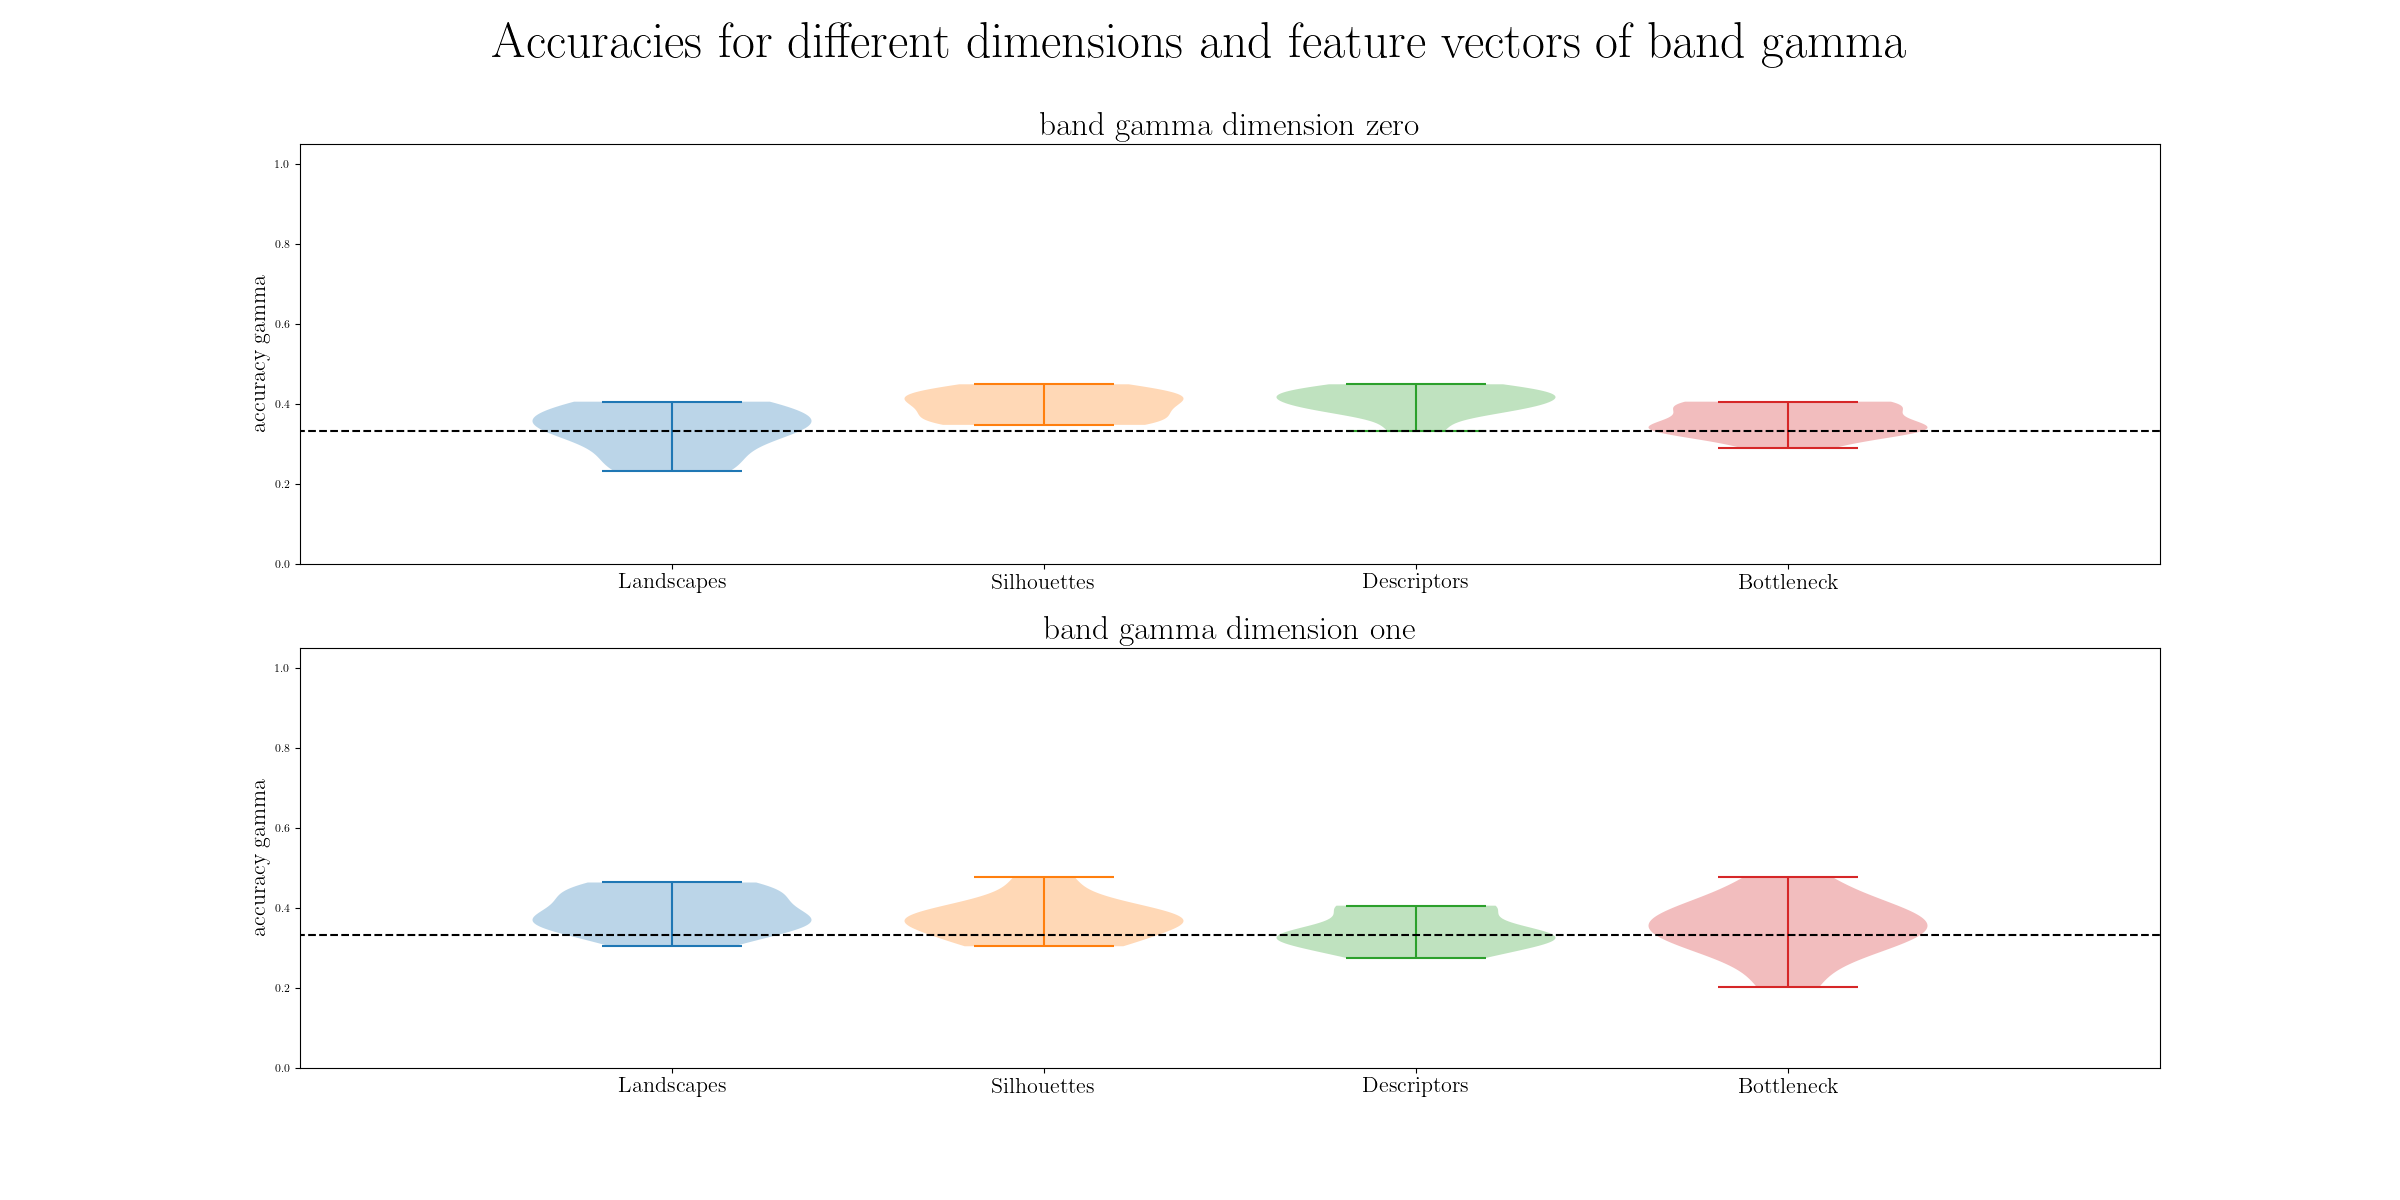 Accuracies for different dimensions and feature vectors of band gamma
band gamma dimension zero
accuracy gamma
1.0
0.8
0.6
0.4
0.2
0.0
Landscapes Silhouettes Descriptors Bottleneck
band gamma dimension one
accuracy gamma
1.0
0.8
0.6
0.4
0.2
0.0
Landscapes Silhouettes Descriptors Bottleneck